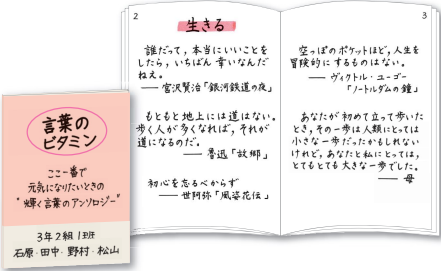 言葉の
ビタミン
ここ一番で
元気になりたいときの
“輝く言葉のアンソロジー”
3年2組1班
石原・田中・野村・松山
2
生きる
誰だって，本当にいいことを
したら，いちばん幸いなんだ
ねえ。
── 宮沢賢治「銀河鉄道の夜」
もともと地上には道はない。
歩く人が多くなれば，それが
道になるのだ。
── 魯迅「故郷」
初心を忘るべからず
── 世阿弥「風姿花伝」
3
空っぽのポケットほど，人生を
冒険的にするものはない。
── ヴィクトル・ユーゴー
「ノートルダムの鐘」
あなたが初めて立って歩いた
とき，その一歩は人類にとっては
小さな一歩だったかもしれない
けれど，あなたと私にとっては，
とてもとても大きな一歩でした。
── 母